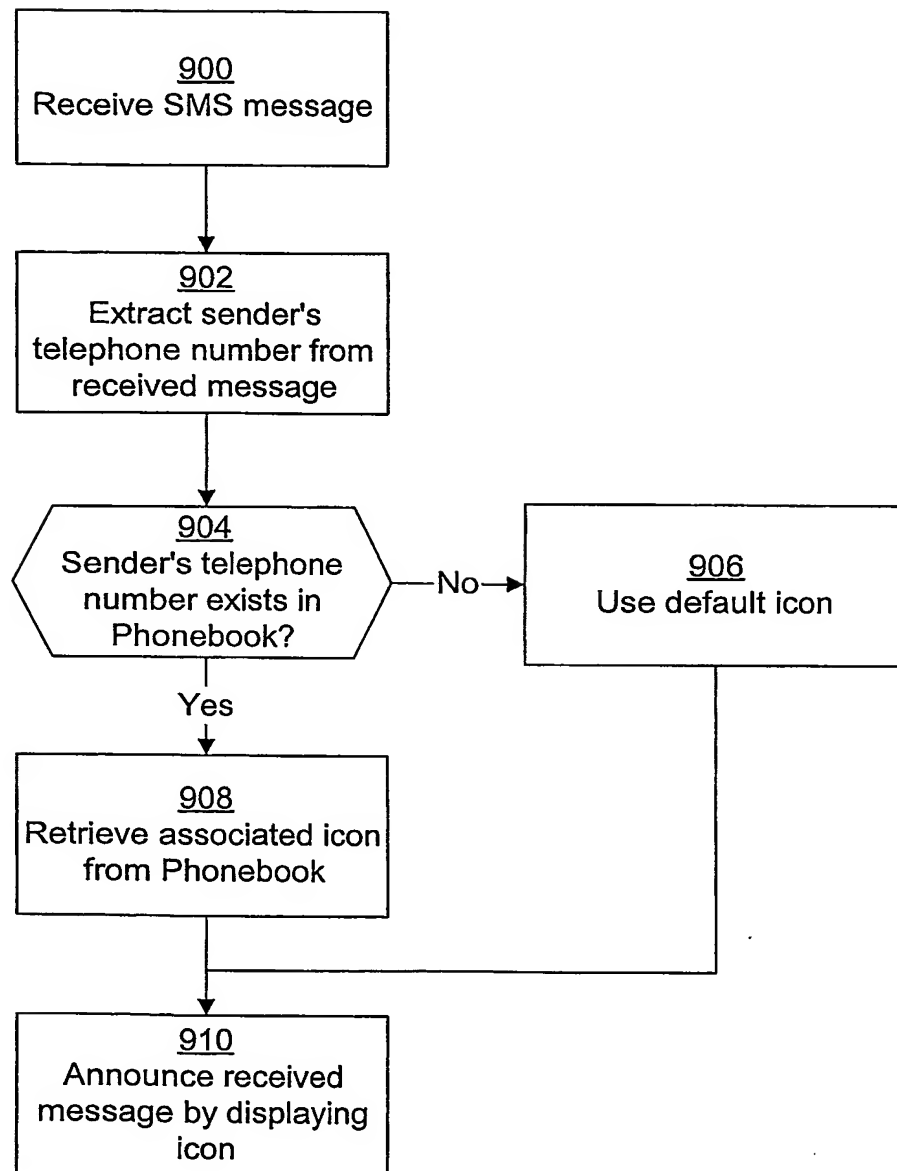 900
Receive SMS message
902
Extract sender's
telephone number from
received message
904
Sender's telephone
number exists in
Phonebook?
No
906
Use default icon
Yes
908
Retrieve associated icon
from Phonebook
910
Announce received
message by displaying
icon